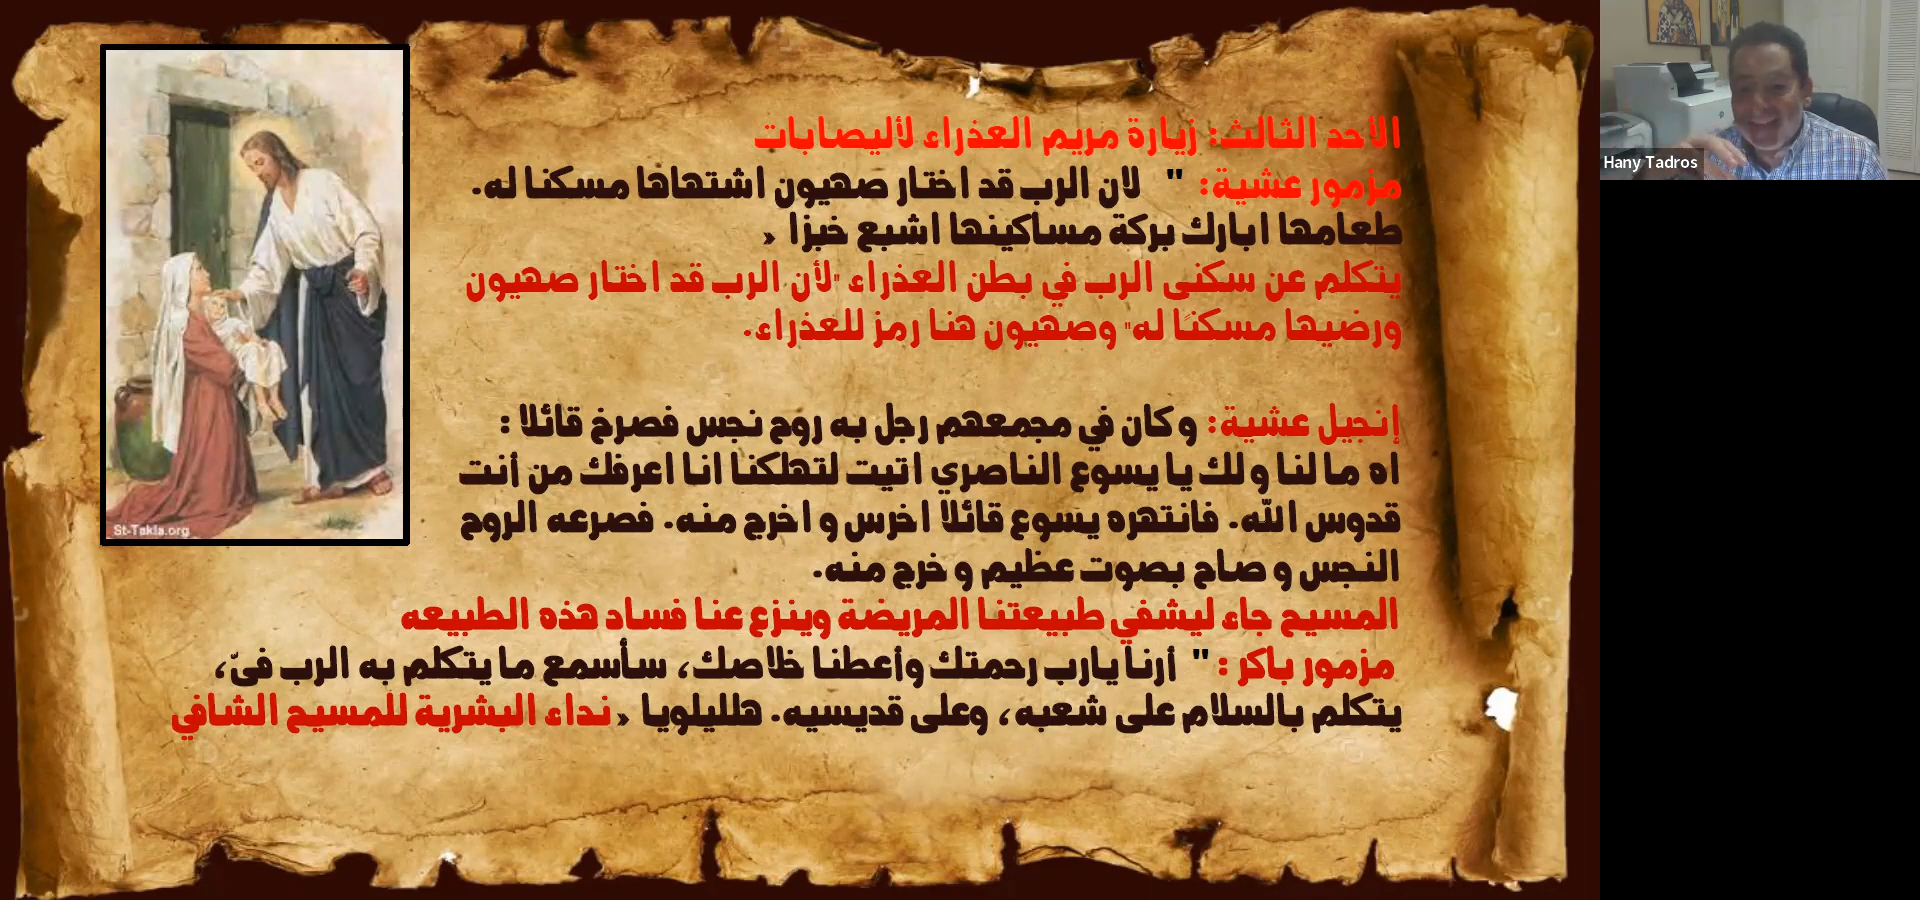 الأحد الثالث: زيارة مريم العذراء لأليصابات
مزمور عشية: " لان الرب قد اختار صهيون اشتهاها مسكنا له.
طعامها ابارك بركة مساكينها اشبع خبزا «
يتكلم عن سكنى الرب في بطن العذراء "لأن الرب قد اختار صهيون
ورضيها مسكنًا له" وصهيون هنا رمز للعذراء.
إنجيل عشية: و كان في مجمعهم رجل به روح نجس فصرخ قائلا :
اه ما لنا و لك يا يسوع الناصري اتيت لتهلكنا انا اعرفك من أنت
قدوس الله. فانتهره يسوع قائلا اخرس و اخرج منه. فصرعه الروح
النجس و صاح بصوت عظيم و خرج منه.
المسيح جاء ليشفي طبيعتنا المريضة وينزع عنا فساد هذه الطبيعه
مزمور باكر : " أرنا يارب رحمتك وأعطنا خلاصك، سأسمع ما يتكلم به الرب فىّ،
يتكلم بالسلام على شعبه، وعلى قديسيه. هلليلويا « نداء البشرية للمسيح الشافي
St-Takla.org
Hany Tadros